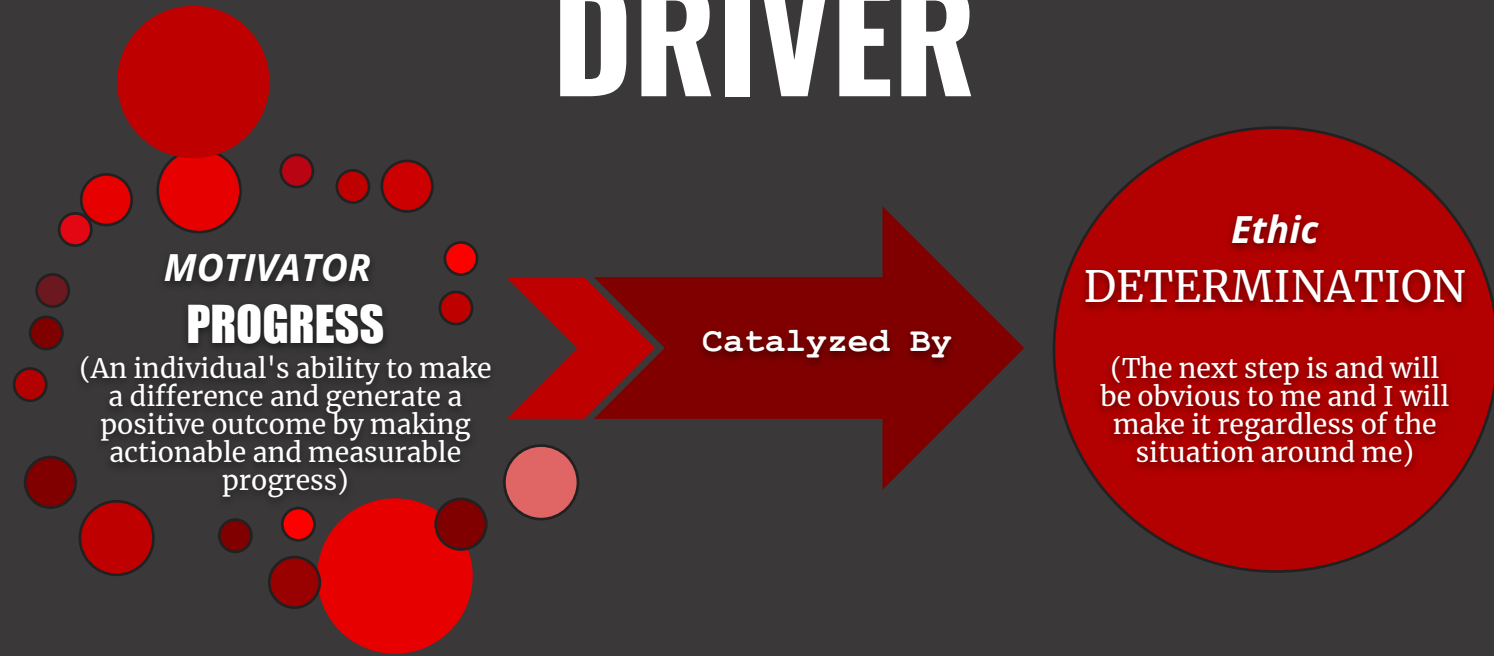 DRIVER
MOTIVATOR
PROGRESS
(An individual's ability to make
a difference and generate a
positive outcome by making
actionable and measurable
progress)
Catalyzed By
Ethic
DETERMINATION
(The next step is and will
be obvious to me and I will
make it regardless of the
situation around me)